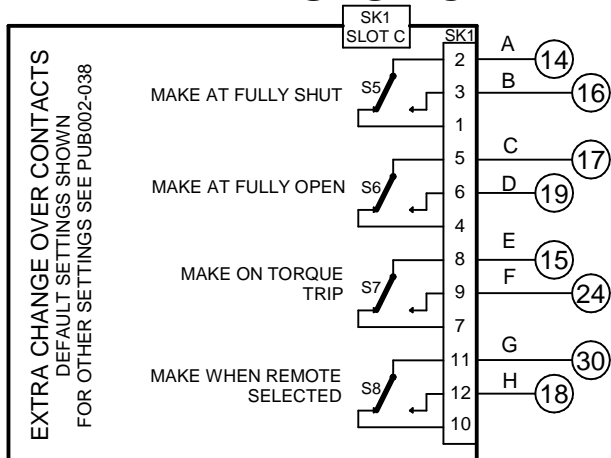 SK1
SLOT C
SK1
EXTRA CHANGE OVER CONTACTS
DEFAULT SETTINGS SHOWN
FOR OTHER SETTINGS SEE PUB002-038
MAKE AT FULLY SHUT
S5
2
A
14
3
B
16
1
MAKE AT FULLY OPEN
S6
5
C
17
6
D
19
4
MAKE ON TORQUE
TRIP
S7
8
E
15
9
F
24
7
MAKE WHEN REMOTE
SELECTED
S8
11
G
30
12
H
18
10